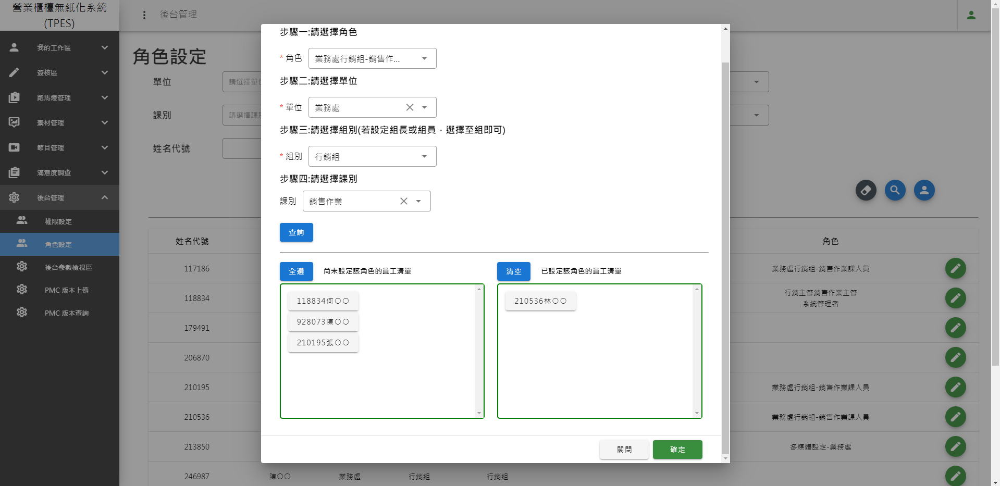 營業櫃檯無紙化系統
(TPES)
後台管理
我的工作區
簽核區
跑馬燈管理
素材管理
節目管理
滿意度調查
後台管理
權限設定
角色設定
後台參數檢視區
PMC 版本上傳
PMC 版本查詢
角色設定
單位
請選擇單位
課別
請選擇課別
姓名代號
步驟一:請選擇角色
* 角色 業務處行銷組-銷售作...
步驟二:請選擇單位
* 單位 業務處
步驟三:請選擇組別(若設定組長或組員，選擇至組即可)
* 組別 行銷組
步驟四:請選擇課別
課別 銷售作業
查詢
全選 尚未設定該角色的員工清單
118834何〇〇
928073陳〇〇
210195張〇〇
清空 已設定該角色的員工清單
210536林〇〇
關閉 確定
姓名代號 角色
117186 業務處行銷組-銷售作業課人員
118834 行銷主管銷售作業主管
系統管理者
179491
206870
210195 業務處行銷組-銷售作業課人員
210536 業務處行銷組-銷售作業課人員
213850 多媒體設定-業務處
246987 陳〇〇 業務處 行銷組 行銷組